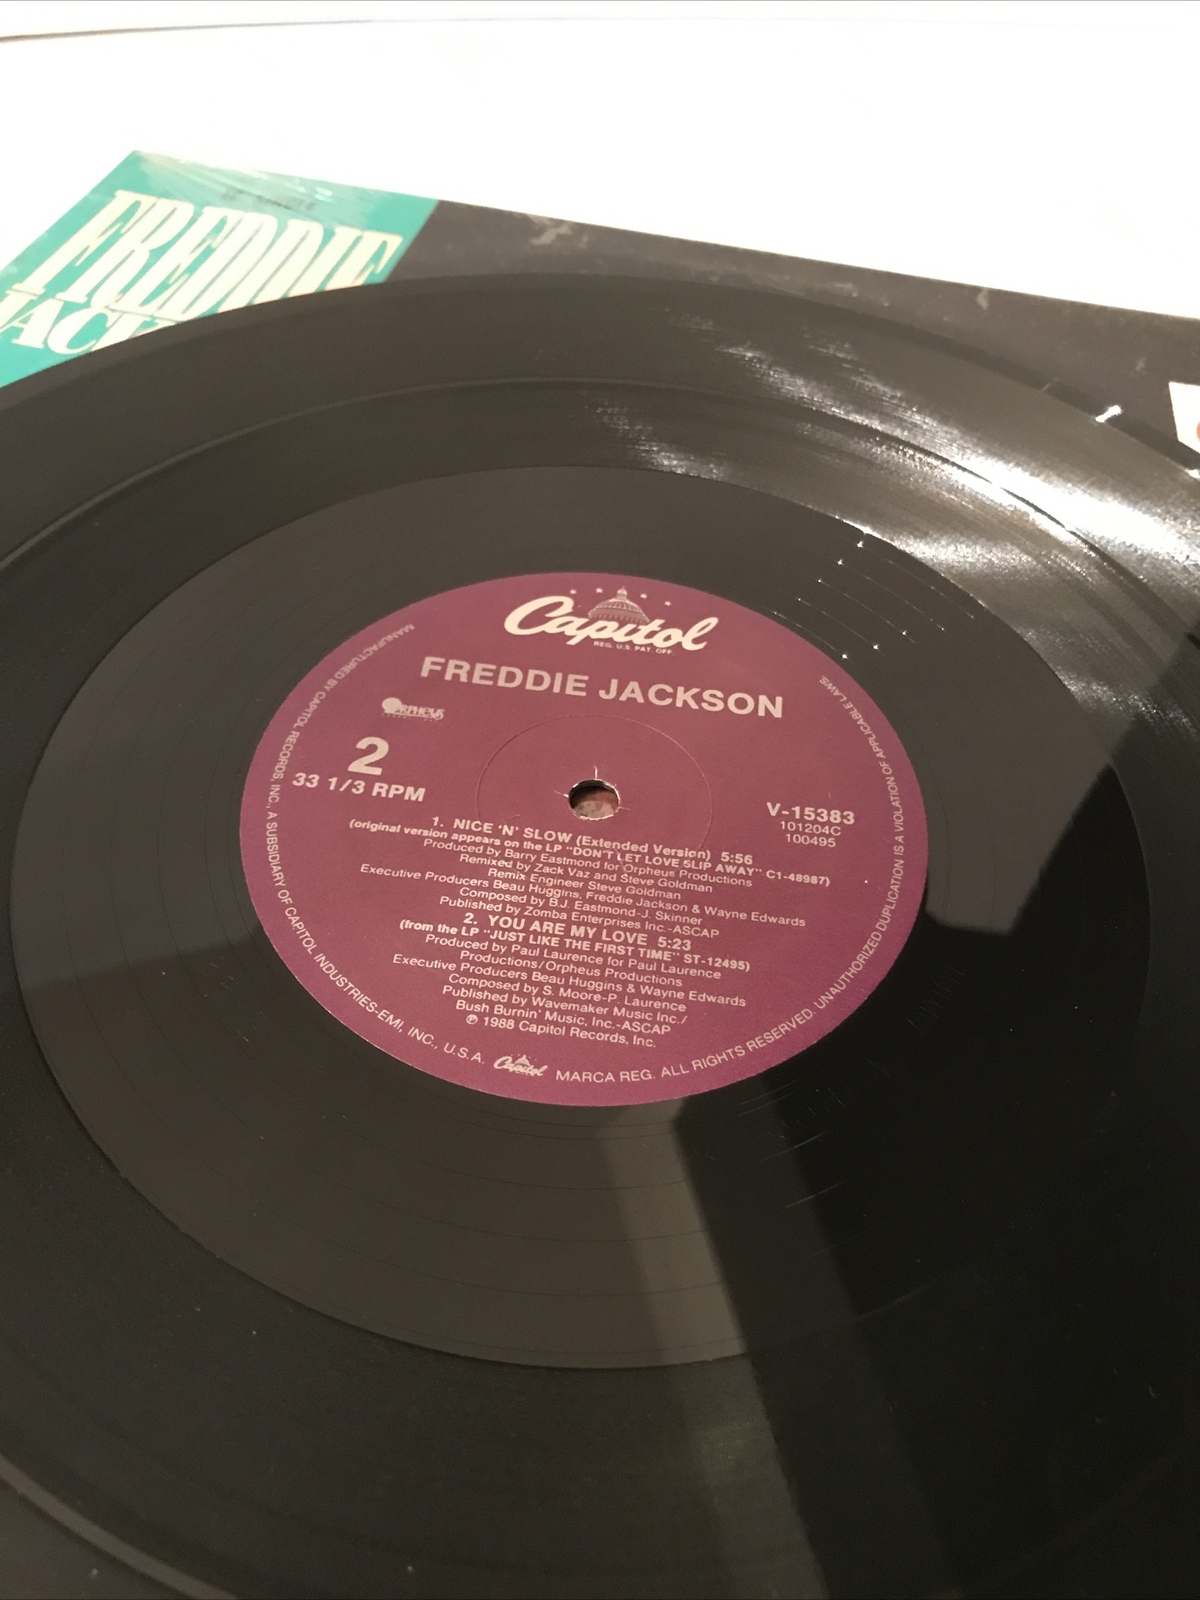 FREDDIE
Capitol
REG. U.S. PAT. OFF.
FREDDIE JACKSON
ORPHEUS
2
33 1/3 RPM
V-15383
101204C
100495
1. NICE 'N' SLOW (Extended Version) 5:56
(original version appears on the LP "DON'T LET LOVE SLIP AWAY" C1-48987)
Produced by Barry Eastmond for Orpheus Productions
Remixed by Zack Vaz and Steve Goldman
Remix Engineer Steve Goldman
Executive Producers Beau Huggins, Freddie Jackson & Wayne Edwards
Composed by B.J. Eastmond-J. Skinner
Published by Zomba Enterprises Inc.-ASCAP
2. YOU ARE MY LOVE 5:23
(from the LP "JUST LIKE THE FIRST TIME" ST-12495)
Produced by Paul Laurence for Paul Laurence
Productions/Orpheus Productions
Executive Producers Beau Huggins & Wayne Edwards
Composed by S. Moore-P. Laurence
Published by Wavemaker Music Inc./
Bush Burnin' Music, Inc.-ASCAP
℗ 1988 Capitol Records, Inc.
MANUFACTURED BY CAPITOL RECORDS, INC., A SUBSIDIARY OF CAPITOL INDUSTRIES-EMI, INC., U.S.A. Capitol MARCA REG. ALL RIGHTS RESERVED. UNAUTHORIZED DUPLICATION IS A VIOLATION OF APPLICABLE LAWS.